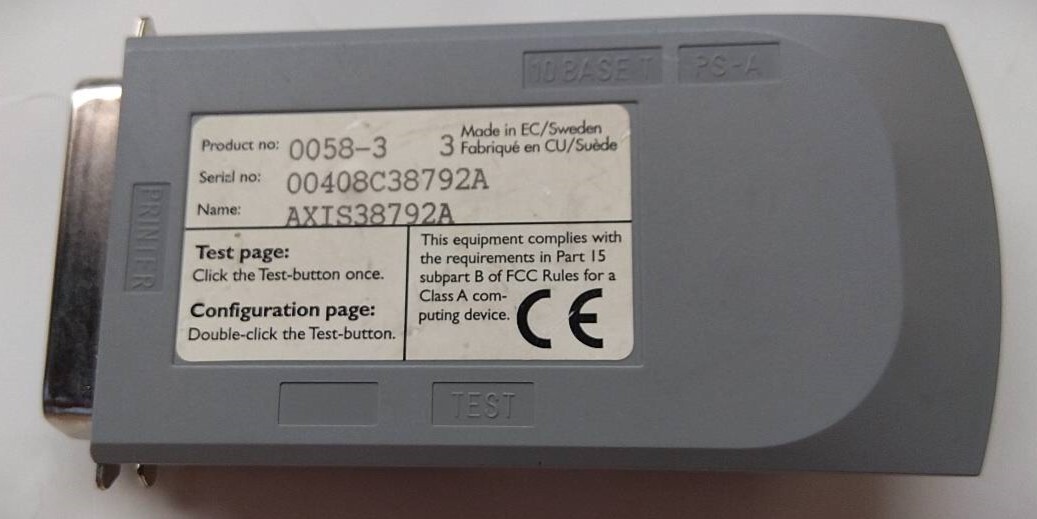 10 BASE T PS-A
Product no: 0058-3 3 Made in EC/Sweden
Fabriqué en CU/Suède
Serial no: 00408C38792A
Name: AXIS38792A
PRINTER
Test page:
Click the Test-button once.
Configuration page:
Double-click the Test-button.
This equipment complies with
the requirements in Part 15
subpart B of FCC Rules for a
Class A com-
puting device. CE
TEST